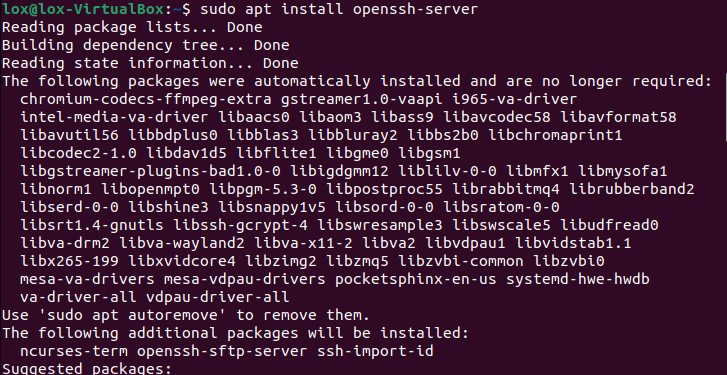 lox@lox-VirtualBox:~$ sudo apt install openssh-server
Reading package lists... Done
Building dependency tree... Done
Reading state information... Done
The following packages were automatically installed and are no longer required:
  chromium-codecs-ffmpeg-extra gstreamer1.0-vaapi i965-va-driver
  intel-media-va-driver libaacs0 libaom3 libass9 libavcodec58 libavformat58
  libavutil56 libbdplus0 libblas3 libbluray2 libbs2b0 libchromaprint1
  libcodec2-1.0 libdav1d5 libflite1 libgme0 libgsm1
  libgstreamer-plugins-bad1.0-0 libigdgmm12 liblilv-0-0 libmfx1 libmysofa1
  libnorm1 libopenmpt0 libpgm-5.3-0 libpostproc55 librabbitmq4 librubberband2
  libserd-0-0 libshine3 libsnappy1v5 libsord-0-0 libsratom-0-0
  libsrt1.4-gnutls libssh-gcrypt-4 libswresample3 libswscale5 libudfread0
  libva-drm2 libva-wayland2 libva-x11-2 libva2 libvdpau1 libvidstab1.1
  libx265-199 libxvidcore4 libzimg2 libzmq5 libzvbi-common libzvbi0
  mesa-va-drivers mesa-vdpau-drivers pocketsphinx-en-us systemd-hwe-hwdb
  va-driver-all vdpau-driver-all
Use 'sudo apt autoremove' to remove them.
The following additional packages will be installed:
  ncurses-term openssh-sftp-server ssh-import-id
Suggested packages: